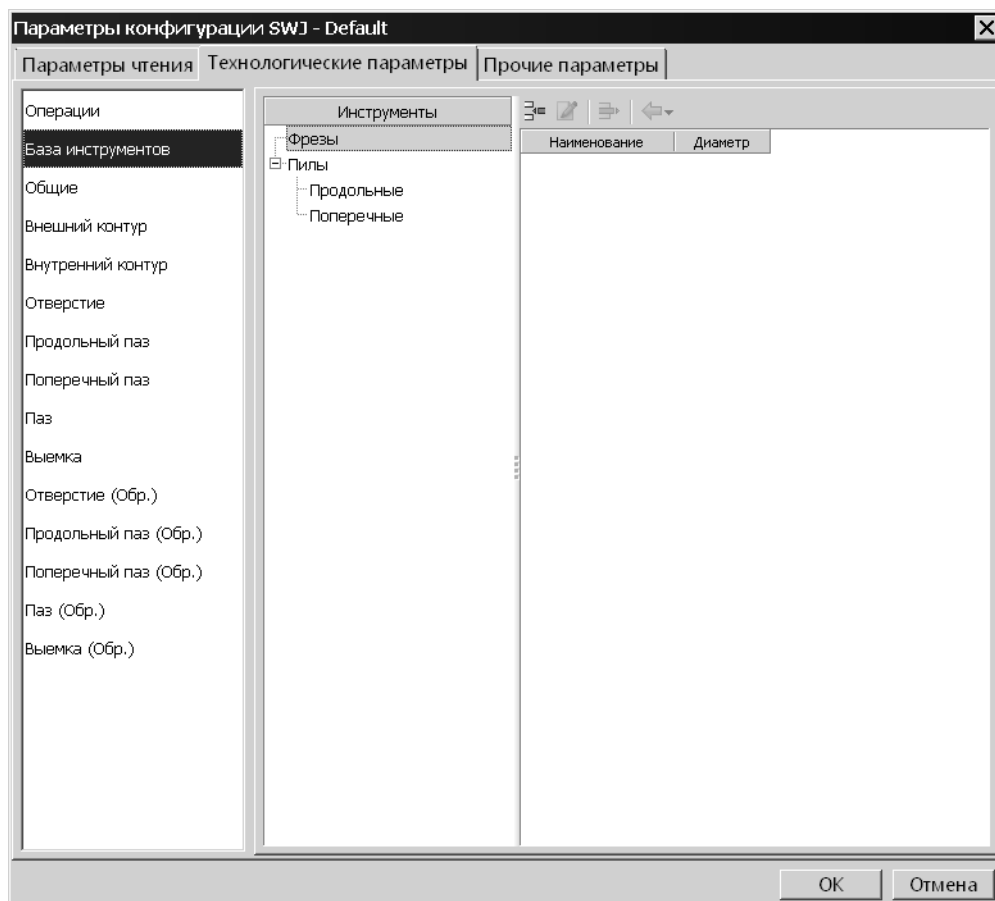 Параметры конфигурации SWJ - Default
Параметры чтения Технологические параметры Прочие параметры
Операции
База инструментов
Общие
Внешний контур
Внутренний контур
Отверстие
Продольный паз
Поперечный паз
Паз
Выемка
Отверстие (Обр.)
Продольный паз (Обр.)
Поперечный паз (Обр.)
Паз (Обр.)
Выемка (Обр.)
Инструменты
Фрезы
Пилы
Продольные
Поперечные
Наименование Диаметр
OK Отмена